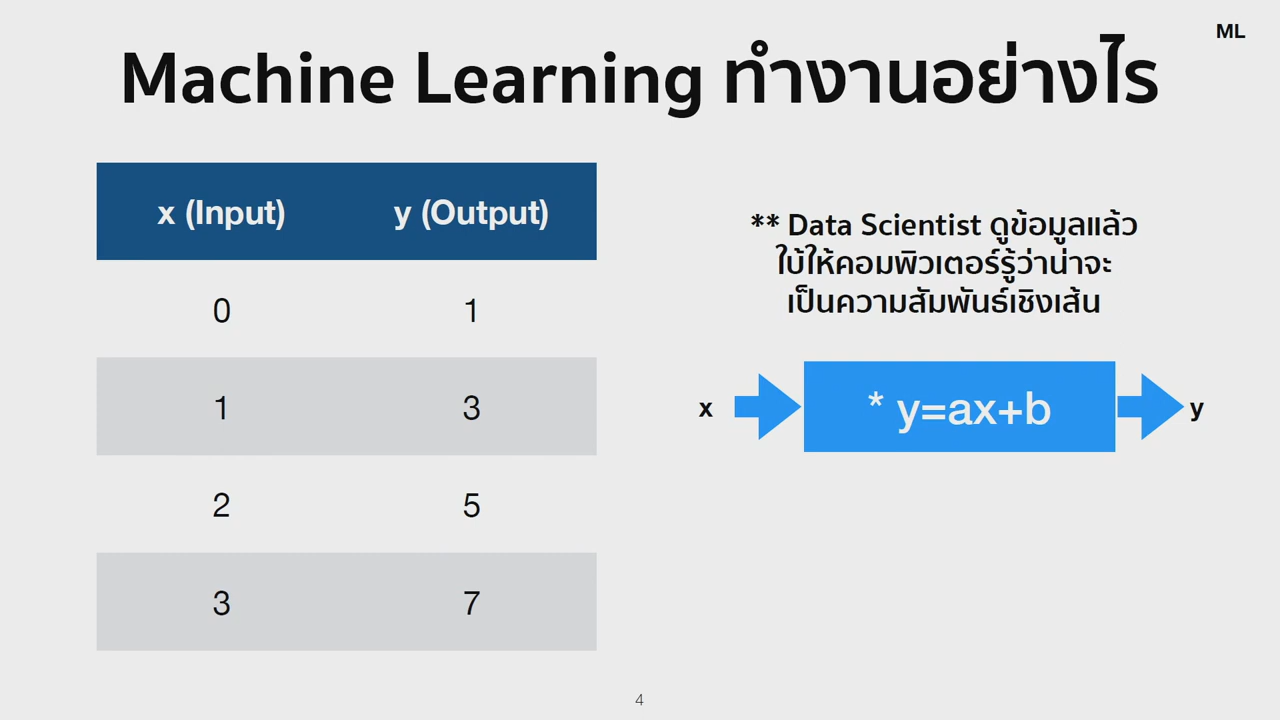 ML
Machine Learning ทำงานอย่างไร
x (Input) y (Output)
0 1
1 3
2 5
3 7
** Data Scientist ดูข้อมูลแล้ว
ใบ้ให้คอมพิวเตอร์รู้ว่าน่าจะ
เป็นความสัมพันธ์เชิงเส้น
x * y=ax+b y
4